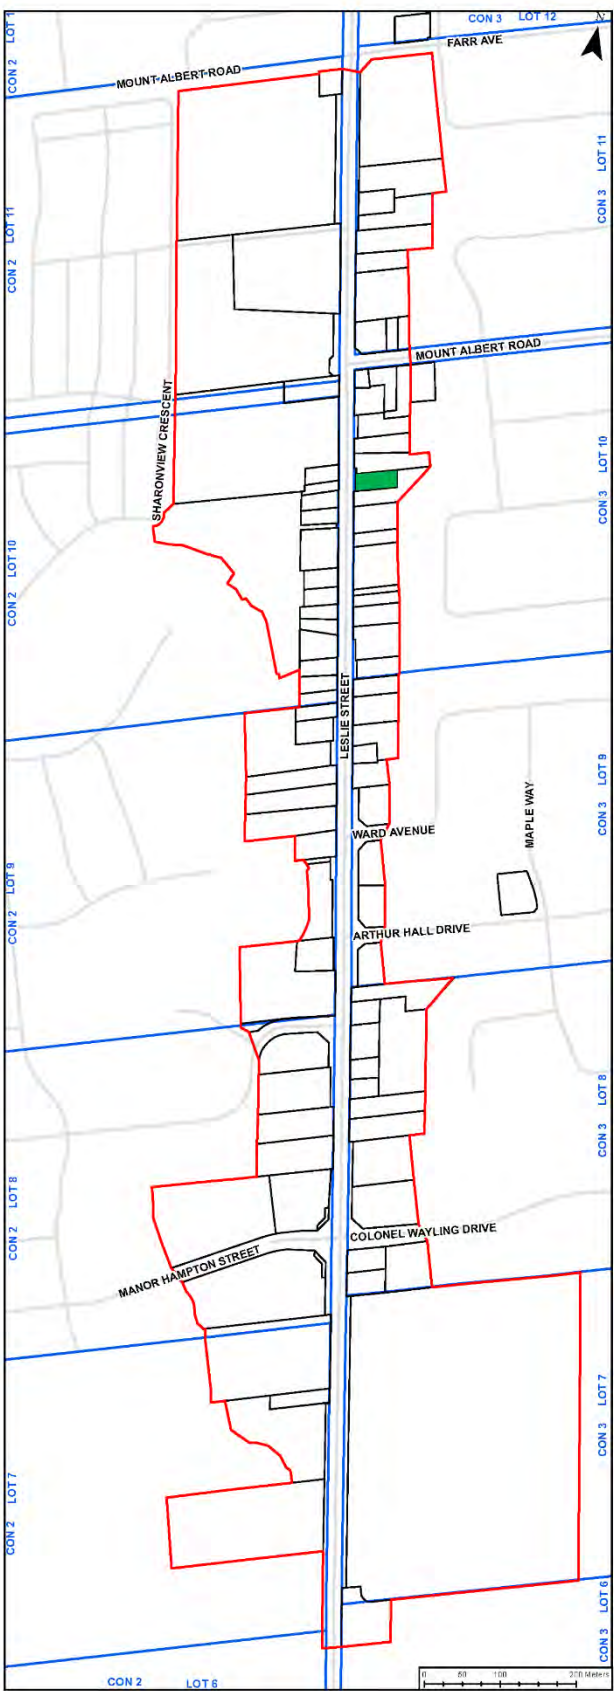 CON 3 LOT 12
N
FARR AVE
CON 2 LOT 1
MOUNT ALBERT ROAD
CON 3 LOT 11
CON 2 LOT 11
MOUNT ALBERT ROAD
SHARONVIEW CRESCENT
CON 3 LOT 10
CON 2 LOT 10
LESLIE STREET
CON 3 LOT 9
MAPLE WAY
WARD AVENUE
CON 2 LOT 9
ARTHUR HALL DRIVE
CON 3 LOT 8
CON 2 LOT 8
COLONEL WAYLING DRIVE
MANOR HAMPTON STREET
CON 3 LOT 7
CON 2 LOT 7
CON 3 LOT 6
0 50 100 200 Meters
CON 2 LOT 6